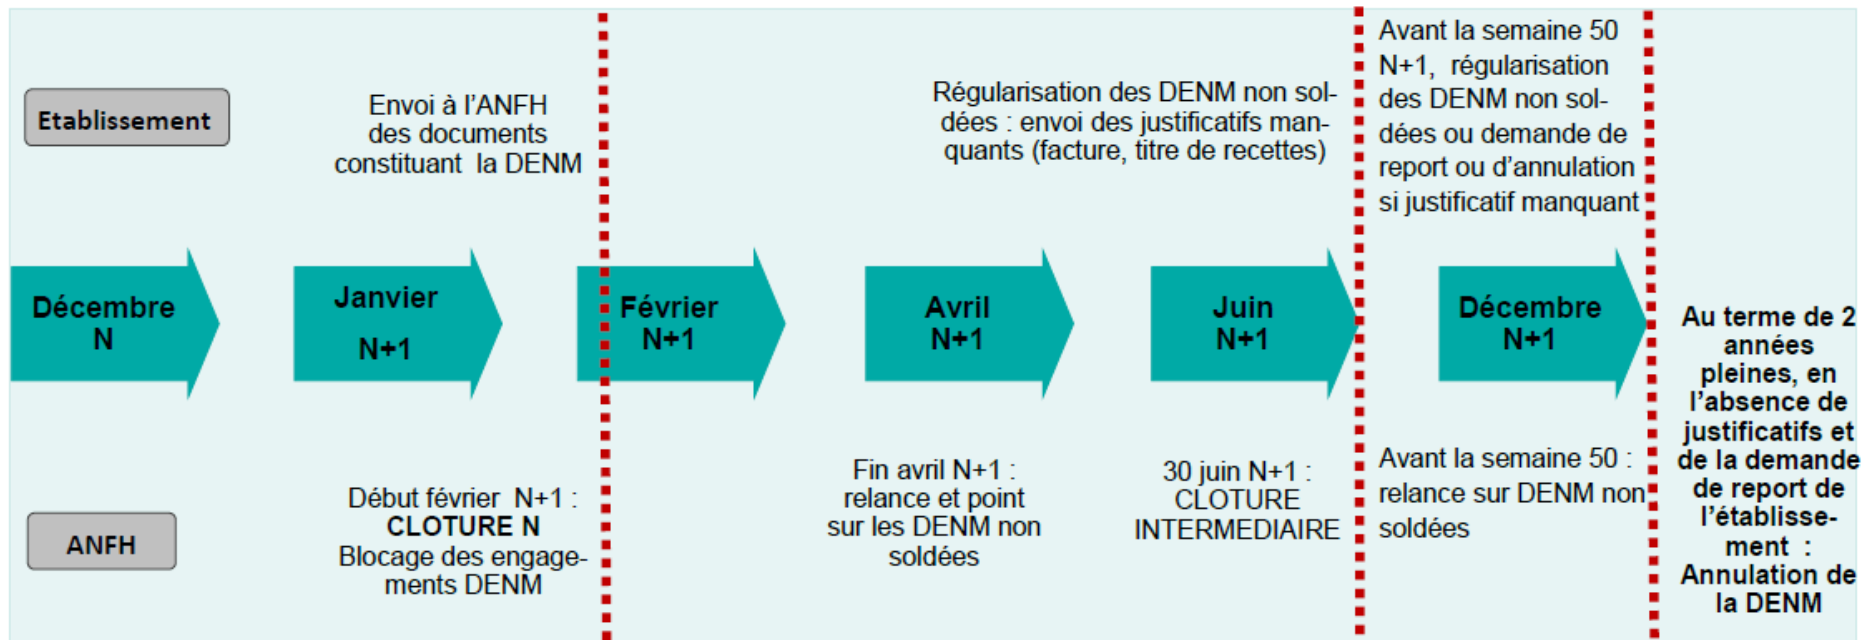 Etablissement
Envoi à l'ANFH
des documents
constituant la DENM
Régularisation des DENM non sol-
dées : envoi des justificatifs man-
quants (facture, titre de recettes)
Avant la semaine 50
N+1, régularisation
des DENM non sol-
dées ou demande de
report ou d'annulation
si justificatif manquant
Décembre
N
Janvier
N+1
Février
N+1
Avril
N+1
Juin
N+1
Décembre
N+1
Au terme de 2
années
pleines, en
l'absence de
justificatifs et
de la demande
de report de
l'établisse-
ment :
Annulation de
la DENM
ANFH
Début février N+1 :
CLOTURE N
Blocage des engage-
ments DENM
Fin avril N+1 :
relance et point
sur les DENM non
soldées
30 juin N+1 :
CLOTURE
INTERMEDIAIRE
Avant la semaine 50 :
relance sur DENM non
soldées